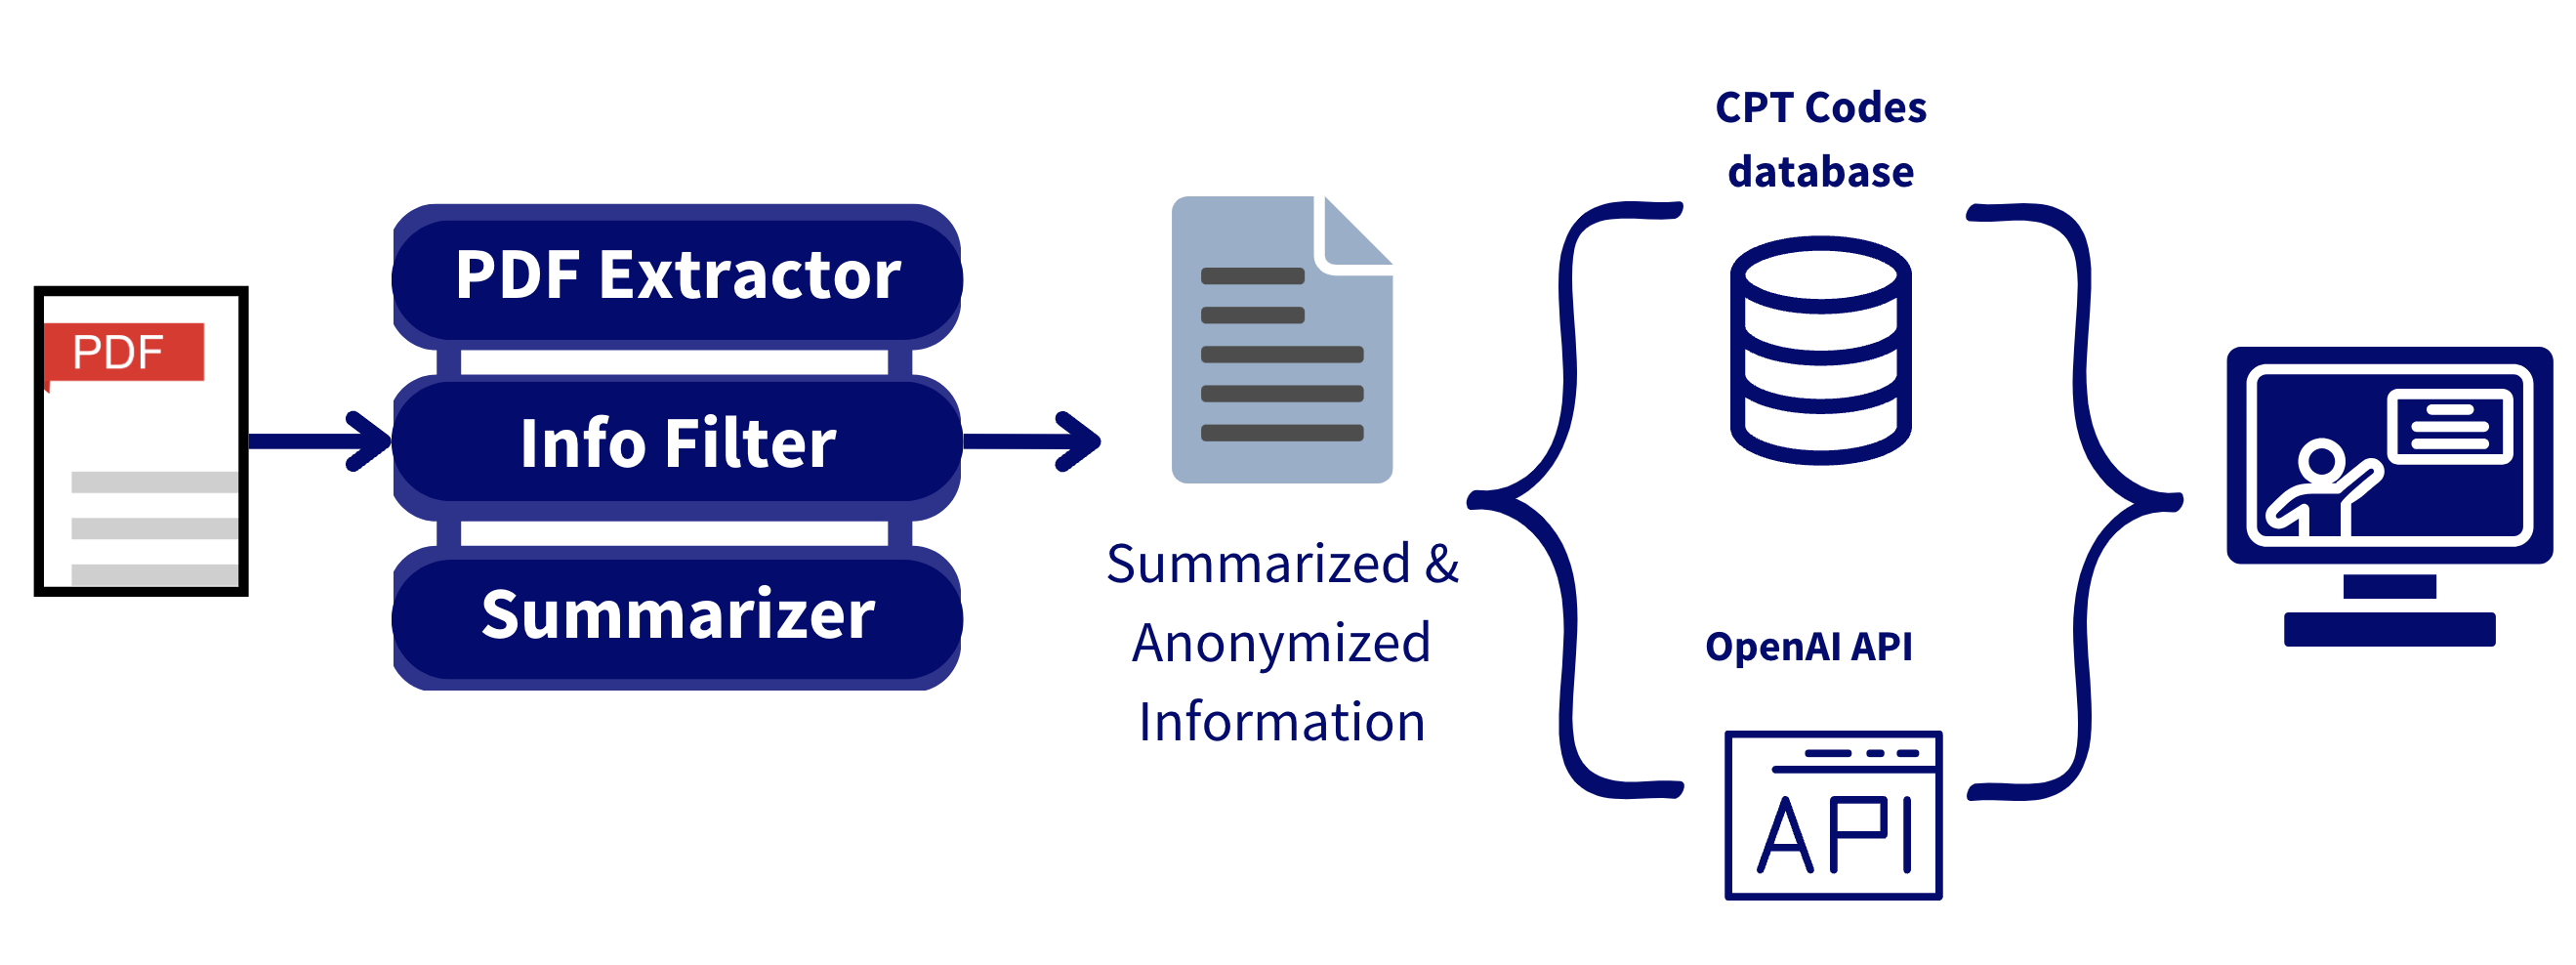 PDF
PDF Extractor
Info Filter
Summarizer
Summarized &
Anonymized
Information
CPT Codes
database
OpenAI API
API